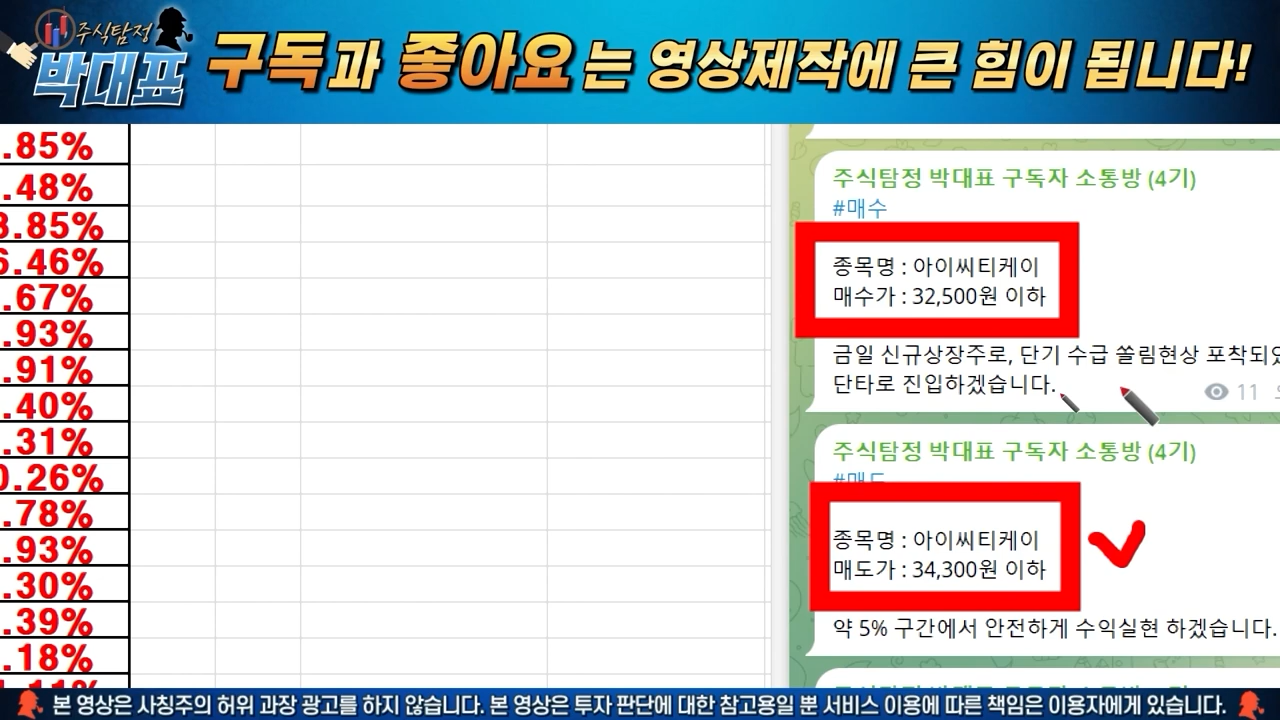 주식탐정
박대표
구독과 좋아요는 영상제작에 큰 힘이 됩니다!
.85%
.48%
3.85%
6.46%
.67%
.93%
.91%
.40%
.31%
0.26%
.78%
.93%
.30%
.39%
.18%
주식탐정 박대표 구독자 소통방 (4기)
#매수
종목명 : 아이씨티케이
매수가 : 32,500원 이하
금일 신규상장주로, 단기 수급 쏠림현상 포착되었
단타로 진입하겠습니다.
11
주식탐정 박대표 구독자 소통방 (4기)
#매도
종목명 : 아이씨티케이
매도가 : 34,300원 이하
약 5% 구간에서 안전하게 수익실현 하겠습니다.
본 영상은 사칭주의 허위 과장 광고를 하지 않습니다. 본 영상은 투자 판단에 대한 참고용일 뿐 서비스 이용에 따른 책임은 이용자에게 있습니다.